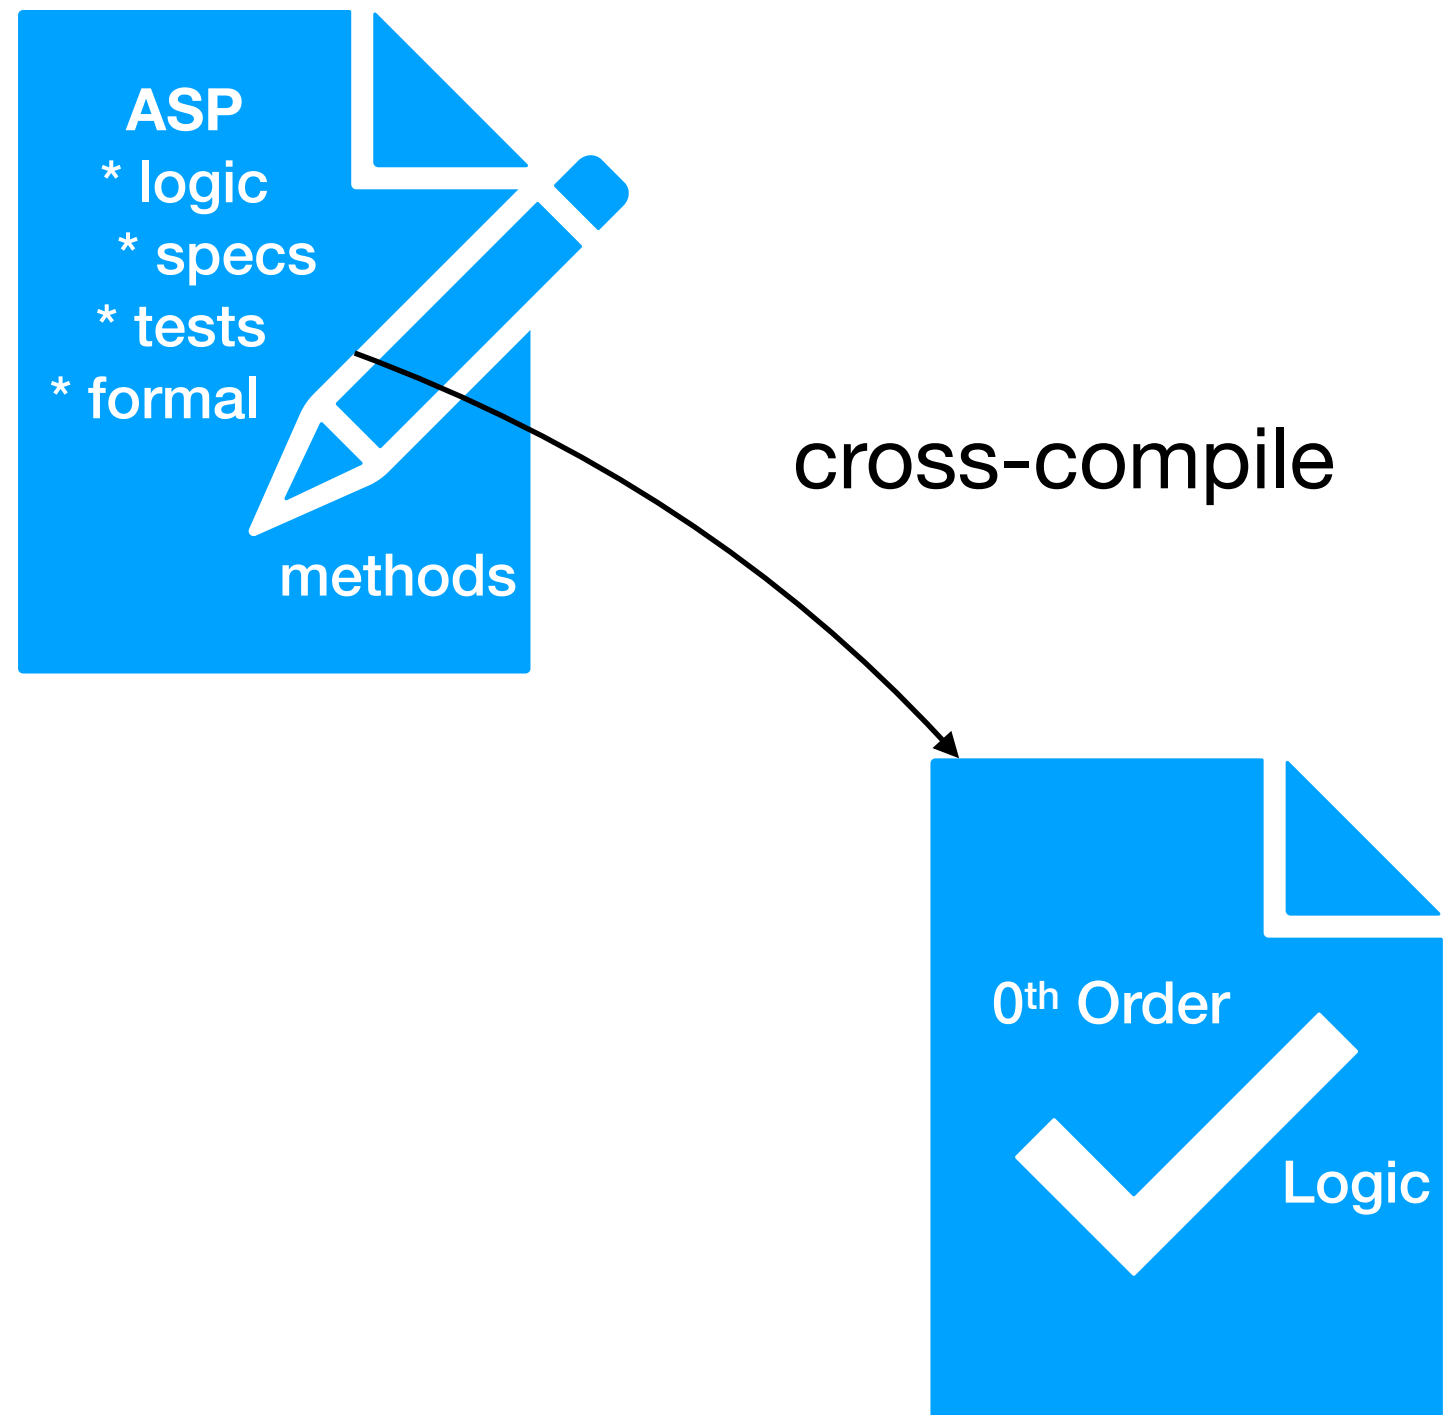 ASP
* logic
* specs
* tests
* formal
methods
cross-compile
0th Order
Logic